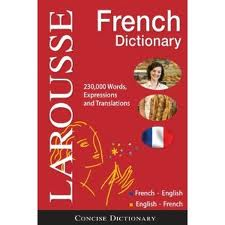 LAROUSSE
French
Dictionary
230,000 Words,
Expressions
and Translations
French - English
English - French
CONCISE DICTIONARY